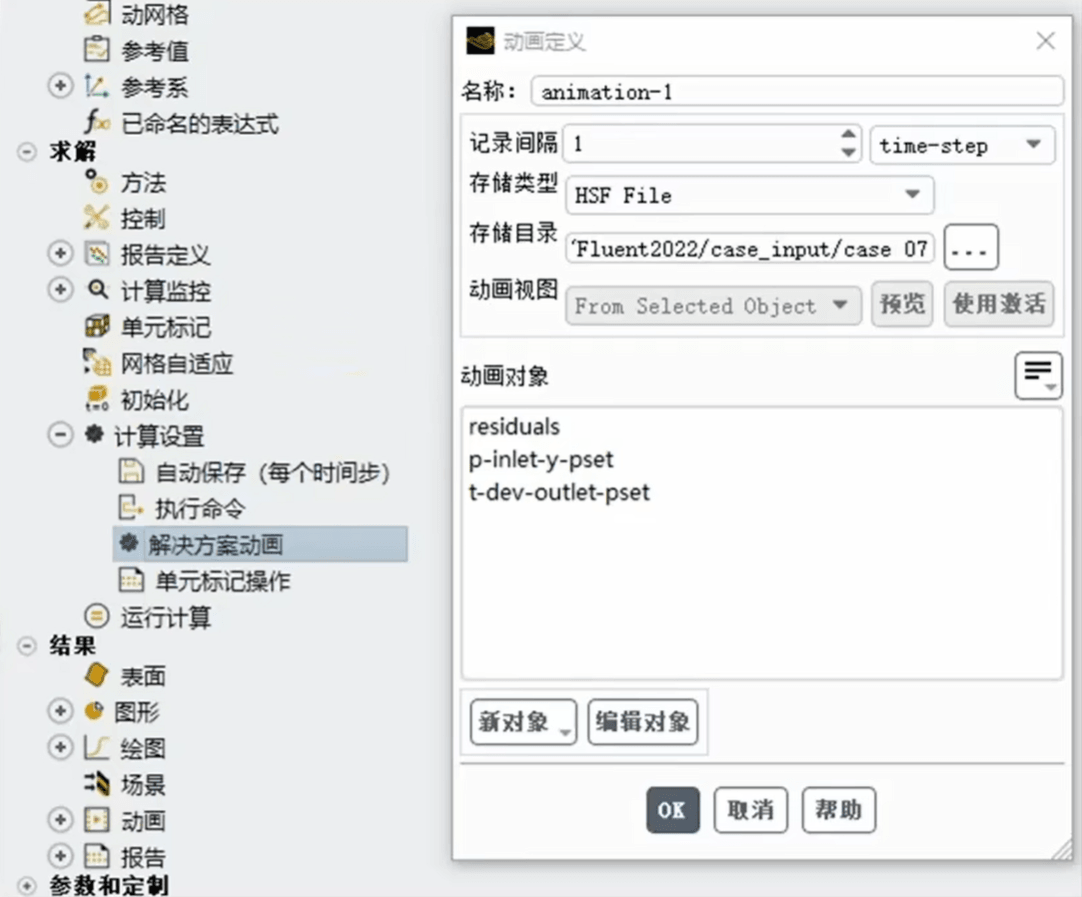 动网格
参考值
参考系
已命名的表达式
求解
方法
控制
报告定义
计算监控
单元标记
网格自适应
初始化
计算设置
自动保存（每个时间步）
执行命令
解决方案动画
单元标记操作
运行计算
结果
表面
图形
绘图
场景
动画
报告
参数和定制
动画定义
名称： animation-1
记录间隔 1 time-step
存储类型 HSF File
存储目录 'Fluent2022/case_input/case 07 ...
动画视图 From Selected Object 预览 使用激活
动画对象
residuals
p-inlet-y-pset
t-dev-outlet-pset
新对象 编辑对象
OK 取消 帮助